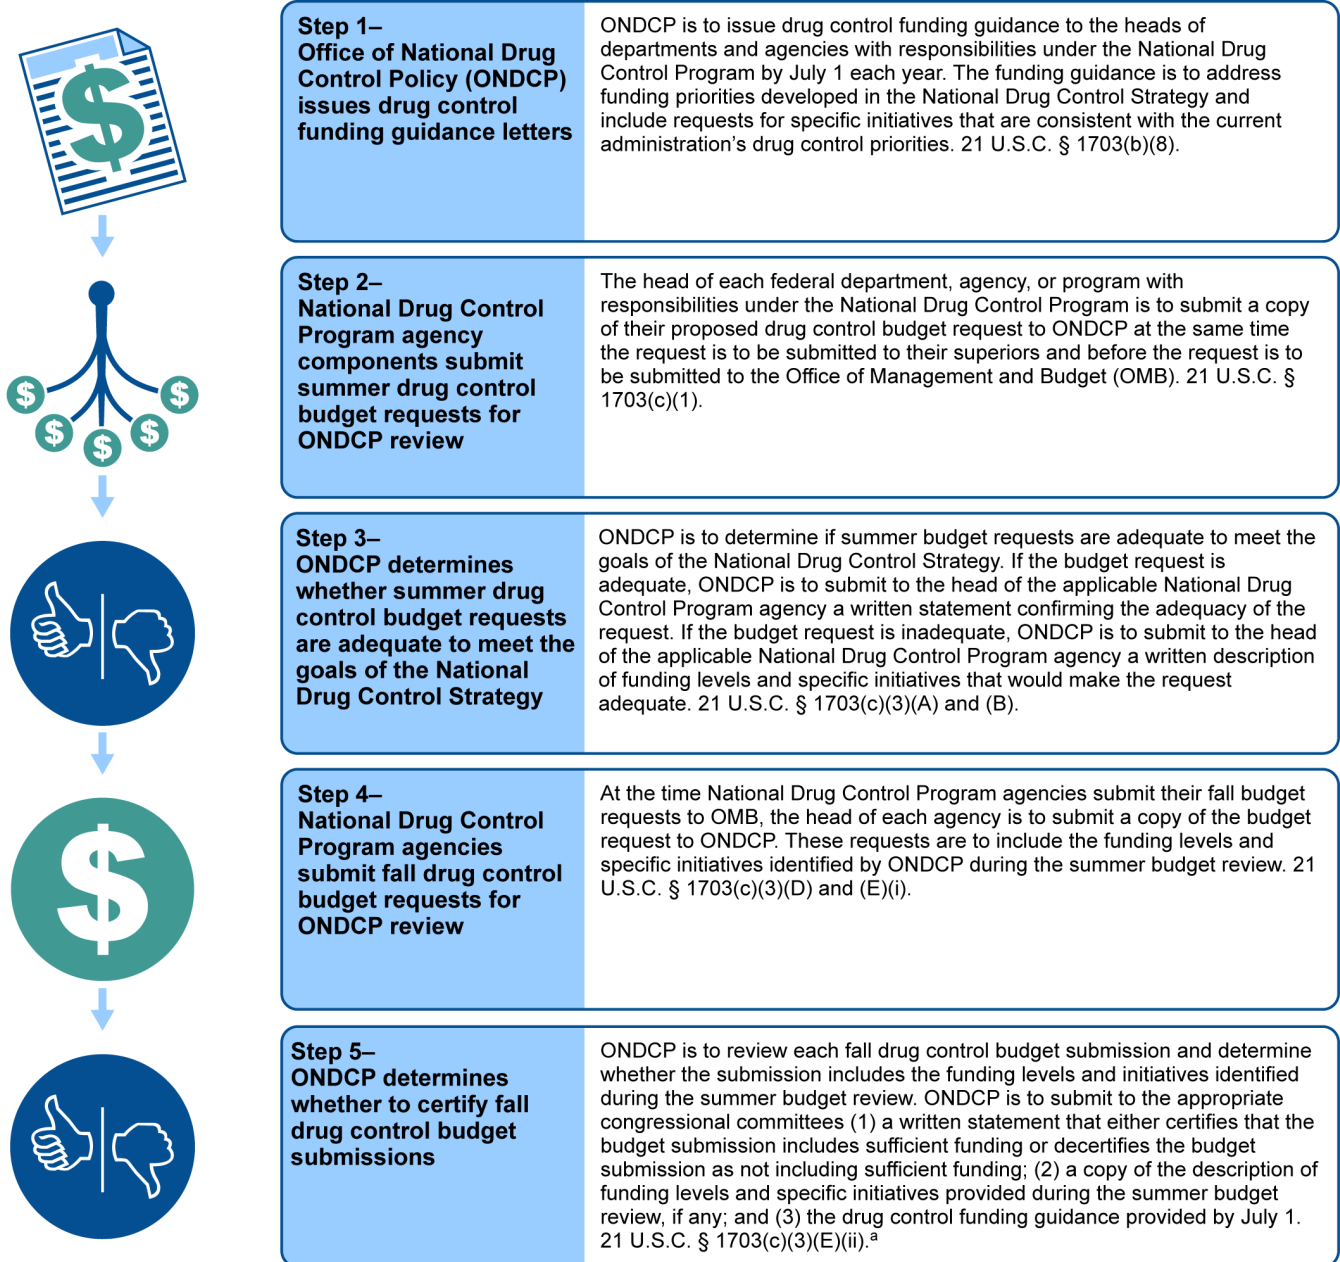 $
Step 1–
Office of National Drug
Control Policy (ONDCP)
issues drug control
funding guidance letters
ONDCP is to issue drug control funding guidance to the heads of
departments and agencies with responsibilities under the National Drug
Control Program by July 1 each year. The funding guidance is to address
funding priorities developed in the National Drug Control Strategy and
include requests for specific initiatives that are consistent with the current
administration’s drug control priorities. 21 U.S.C. § 1703(b)(8).
$
$
$
$
$
Step 2–
National Drug Control
Program agency
components submit
summer drug control
budget requests for
ONDCP review
The head of each federal department, agency, or program with
responsibilities under the National Drug Control Program is to submit a copy
of their proposed drug control budget request to ONDCP at the same time
the request is to be submitted to their superiors and before the request is to
be submitted to the Office of Management and Budget (OMB). 21 U.S.C. §
1703(c)(1).
Step 3–
ONDCP determines
whether summer drug
control budget requests
are adequate to meet the
goals of the National
Drug Control Strategy
ONDCP is to determine if summer budget requests are adequate to meet the
goals of the National Drug Control Strategy. If the budget request is
adequate, ONDCP is to submit to the head of the applicable National Drug
Control Program agency a written statement confirming the adequacy of the
request. If the budget request is inadequate, ONDCP is to submit to the head
of the applicable National Drug Control Program agency a written description
of funding levels and specific initiatives that would make the request
adequate. 21 U.S.C. § 1703(c)(3)(A) and (B).
$
Step 4–
National Drug Control
Program agencies
submit fall drug control
budget requests for
ONDCP review
At the time National Drug Control Program agencies submit their fall budget
requests to OMB, the head of each agency is to submit a copy of the budget
request to ONDCP. These requests are to include the funding levels and
specific initiatives identified by ONDCP during the summer budget review. 21
U.S.C. § 1703(c)(3)(D) and (E)(i).
Step 5–
ONDCP determines
whether to certify fall
drug control budget
submissions
ONDCP is to review each fall drug control budget submission and determine
whether the submission includes the funding levels and initiatives identified
during the summer budget review. ONDCP is to submit to the appropriate
congressional committees (1) a written statement that either certifies that the
budget submission includes sufficient funding or decertifies the budget
submission as not including sufficient funding; (2) a copy of the description of
funding levels and specific initiatives provided during the summer budget
review, if any; and (3) the drug control funding guidance provided by July 1.
21 U.S.C. § 1703(c)(3)(E)(ii).ª